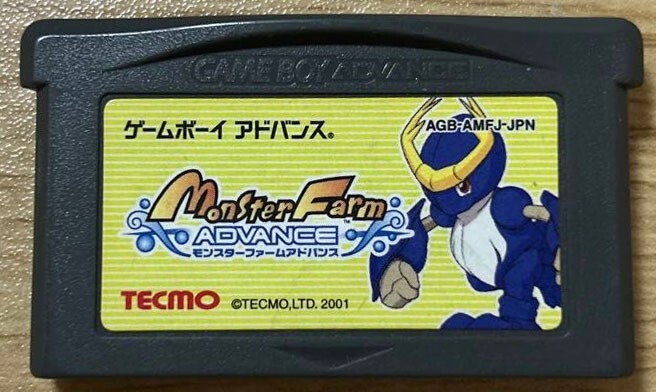 GAME BOY ADVANCE
ゲームボーイ アドバンス®
AGB-AMFJ-JPN
Monster Farm™
ADVANCE
モンスターファームアドバンス
TECMO ©TECMO,LTD. 2001